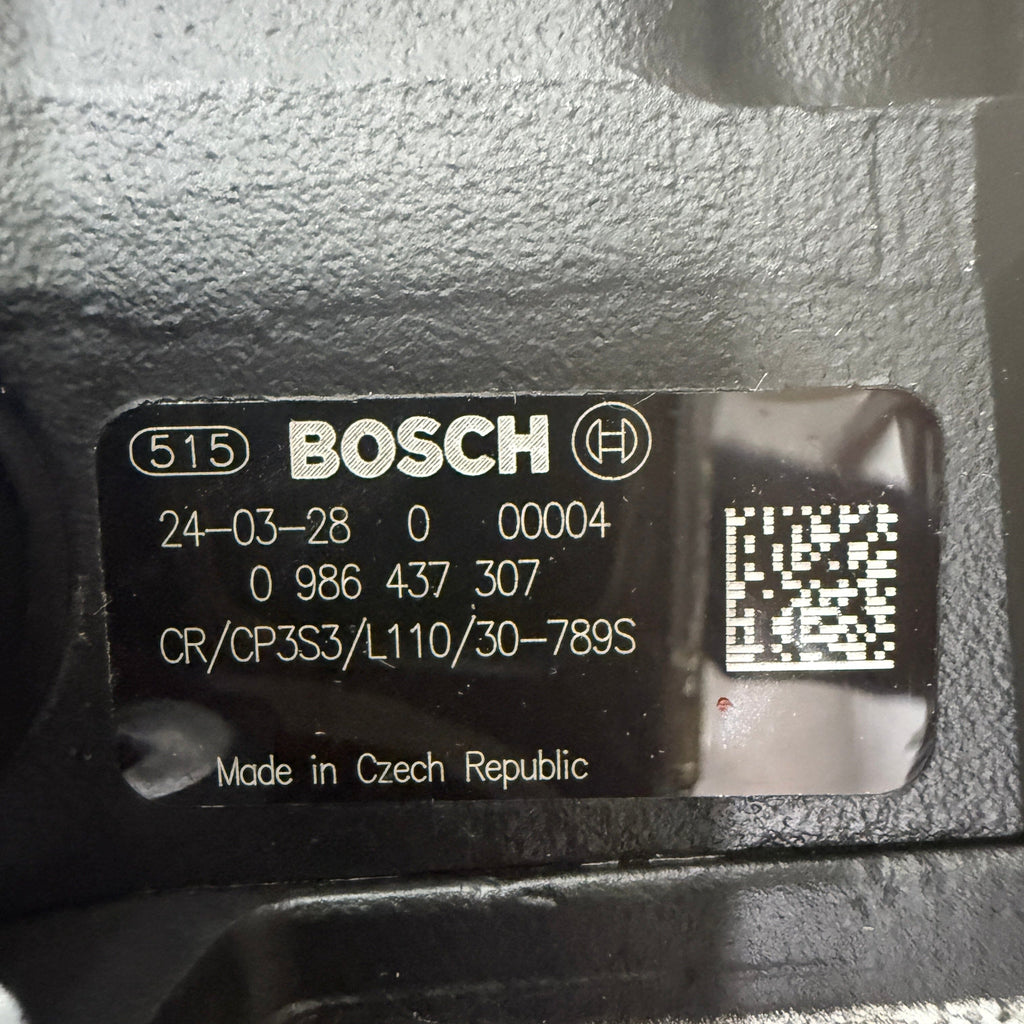 515 BOSCH
24-03-28 0 00004
0 986 437 307
CR/CP3S3/L110/30-789S
Made in Czech Republic